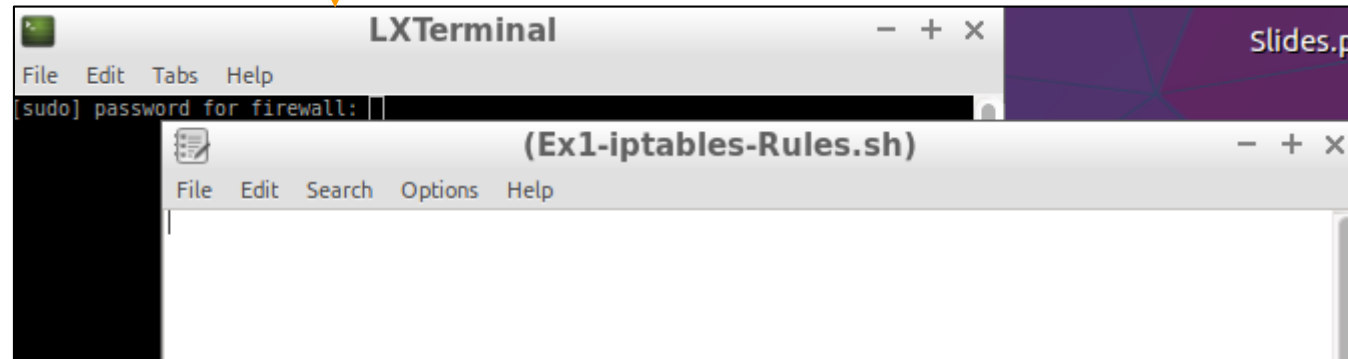 LXTerminal
Slides.p
File Edit Tabs Help
[sudo] password for firewall:
(Ex1-iptables-Rules.sh)
File Edit Search Options Help